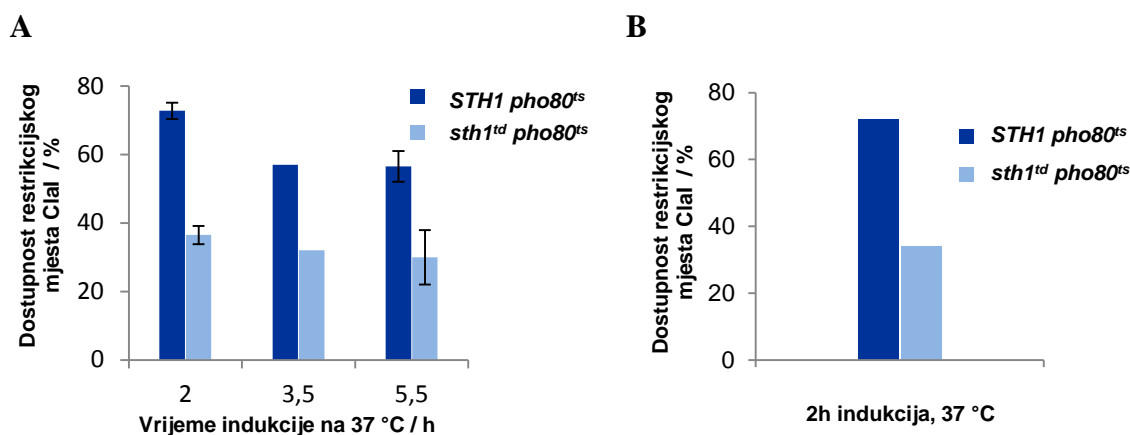 A
Dostupnost restrikcijskog
mjesta ClaI / %
80
60
40
20
0
2
3,5
5,5
Vrijeme indukcije na 37 °C / h
STH1 pho80ts
sth1td pho80ts
B
Dostupnost restrikcijskog
mjesta ClaI / %
80
60
40
20
0
2h indukcija, 37 °C
STH1 pho80ts
sth1td pho80ts